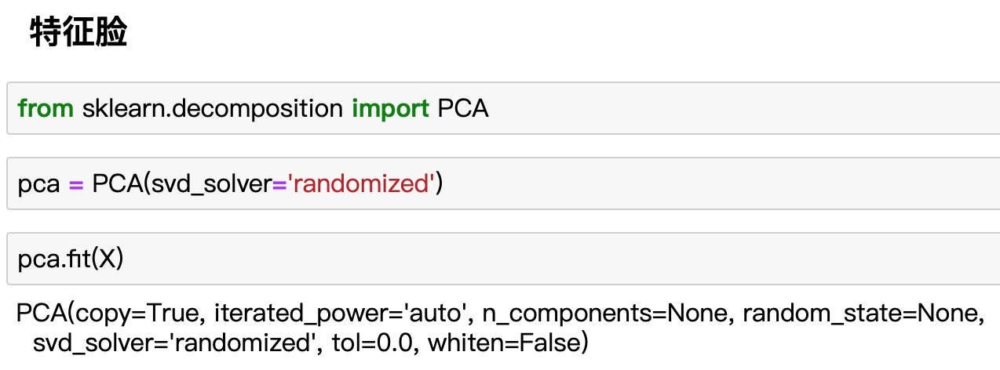 特征脸
from sklearn.decomposition import PCA
pca = PCA(svd_solver='randomized')
pca.fit(X)
PCA(copy=True, iterated_power='auto', n_components=None, random_state=None,
svd_solver='randomized', tol=0.0, whiten=False)